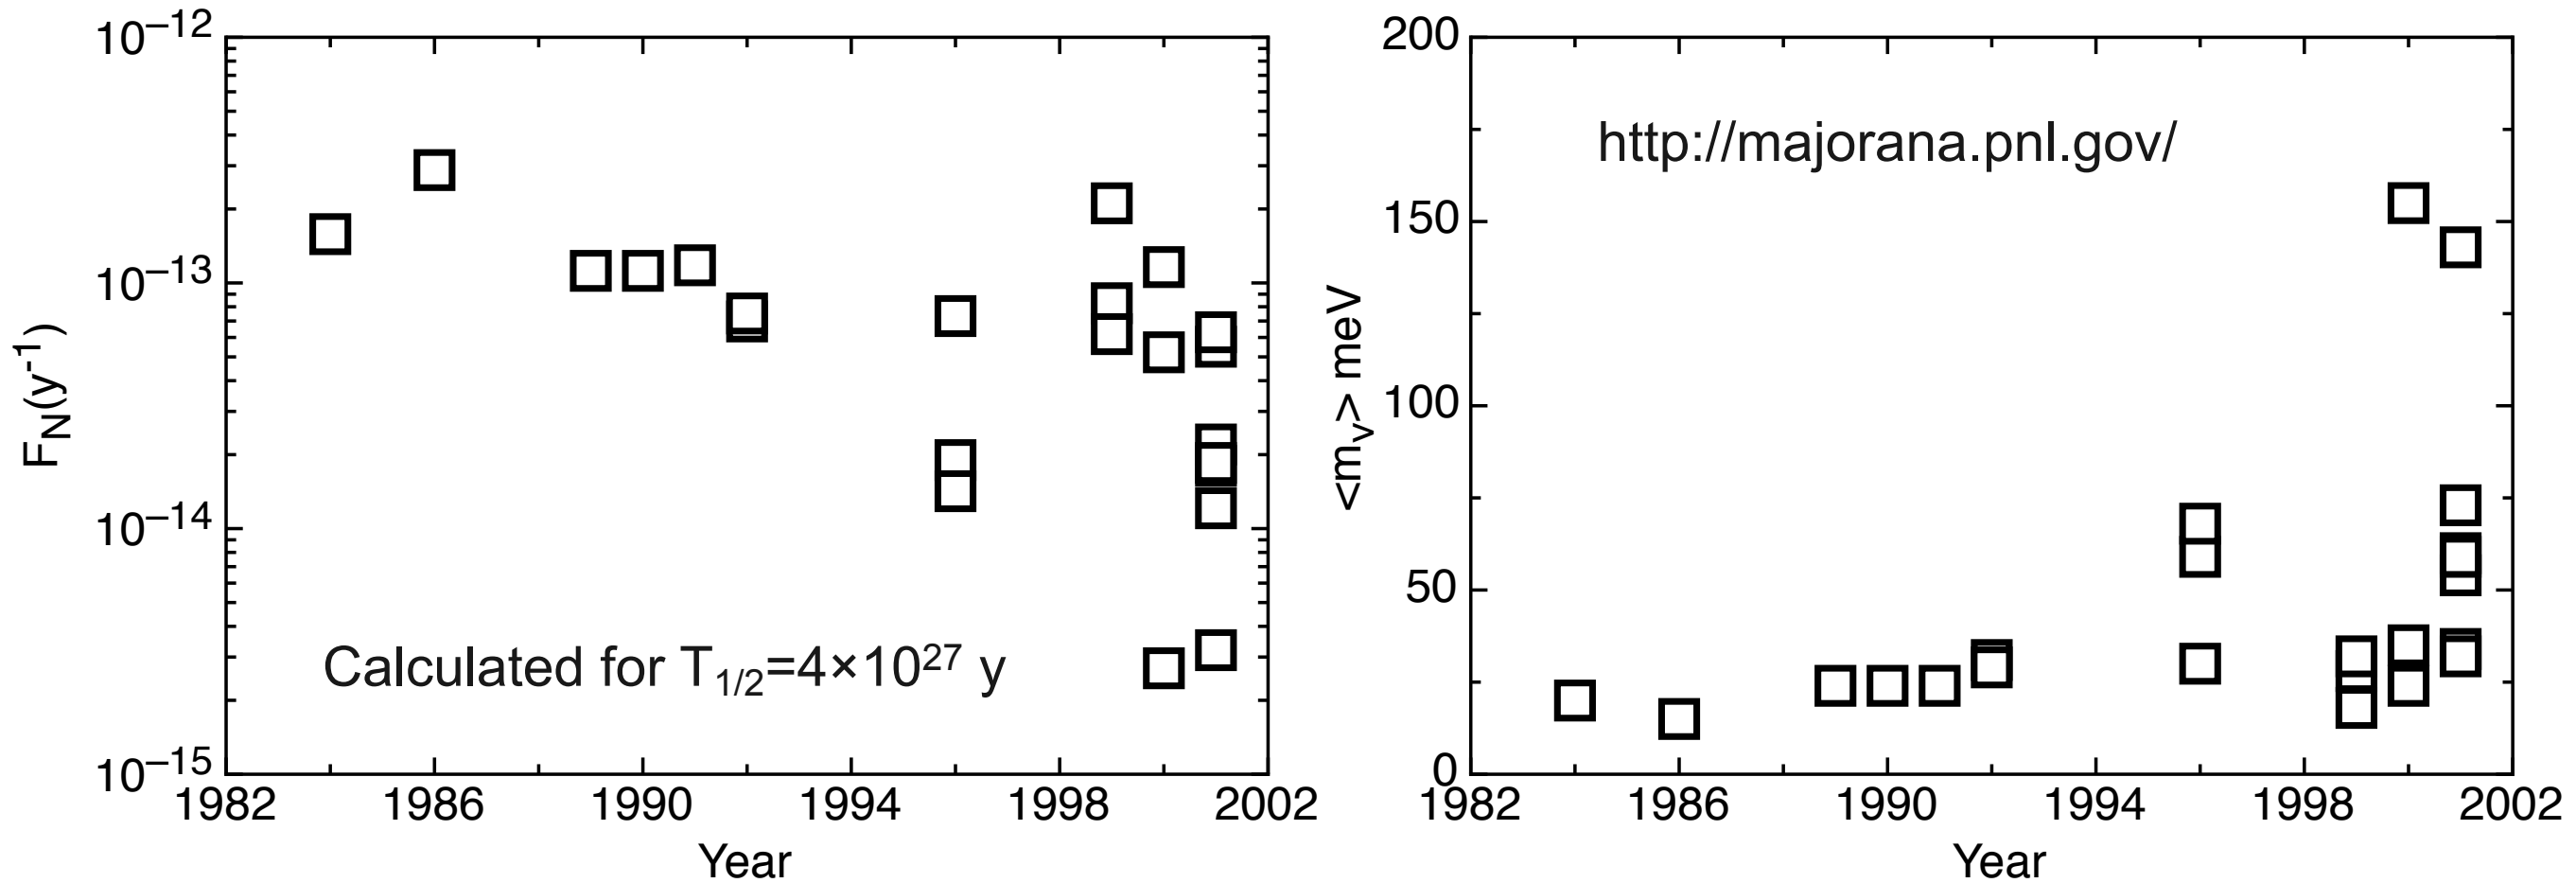 10⁻¹²
10⁻¹³
10⁻¹⁴
10⁻¹⁵
F_N(y⁻¹)
Calculated for T₁/₂=4×10²⁷ y
1982 1986 1990 1994 1998 2002
Year
200
150
100
50
0
<m_ν> meV
http://majorana.pnl.gov/
1982 1986 1990 1994 1998 2002
Year